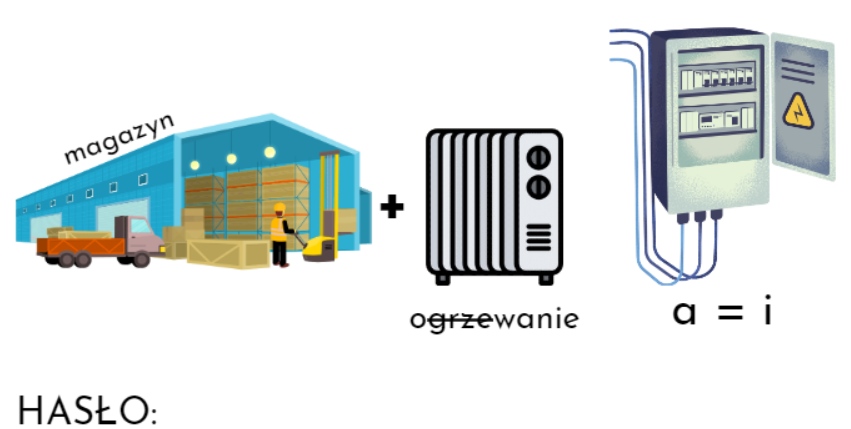 magazyn
+
ogrzewanie
a = i
HASŁO: